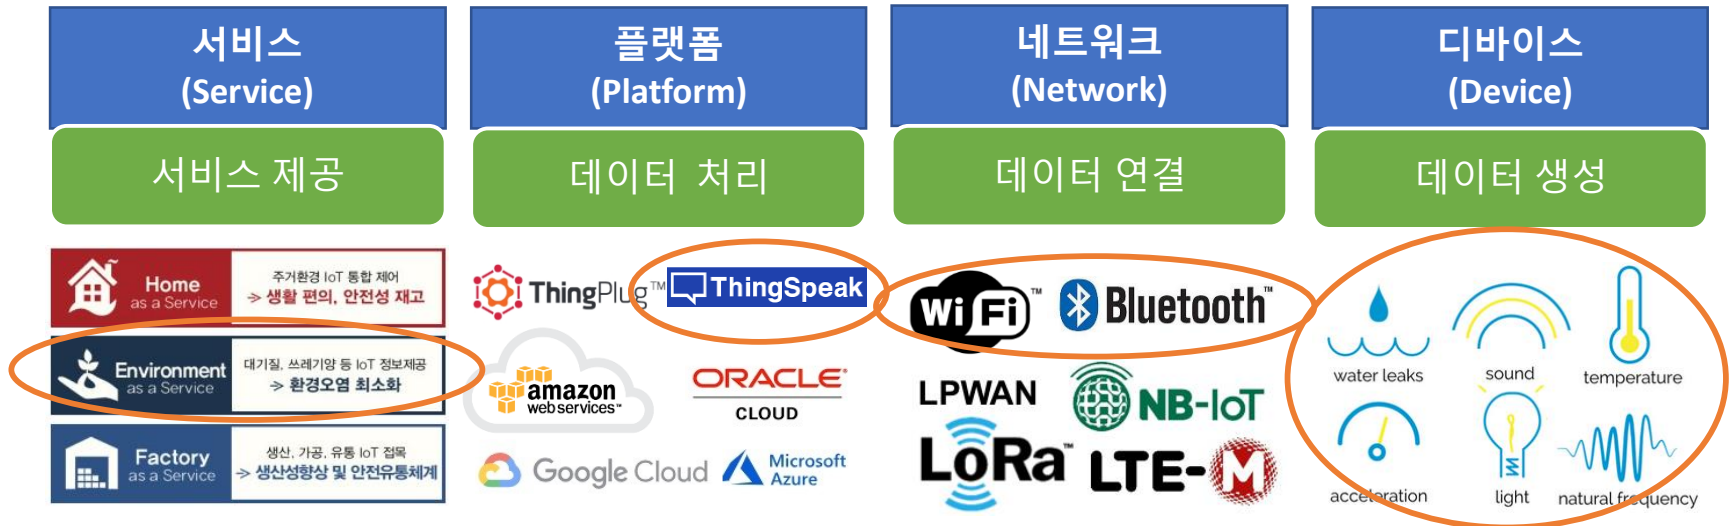 서비스
(Service)
서비스 제공
Home
as a Service
주거환경 IoT 통합 제어
-> 생활 편의, 안전성 재고
Environment
as a Service
대기질, 쓰레기양 등 IoT 정보제공
-> 환경오염 최소화
Factory
as a Service
생산, 가공, 유통 IoT 접목
-> 생산성향상 및 안전유통체계
플랫폼
(Platform)
데이터 처리
ThingPlug™
ThingSpeak
amazon
web services™
ORACLE®
CLOUD
Google Cloud
Microsoft
Azure
네트워크
(Network)
데이터 연결
Wi Fi™
Bluetooth™
LPWAN
NB-IoT
LoRa™
LTE-M
디바이스
(Device)
데이터 생성
water leaks
sound
temperature
acceleration
light
natural frequency